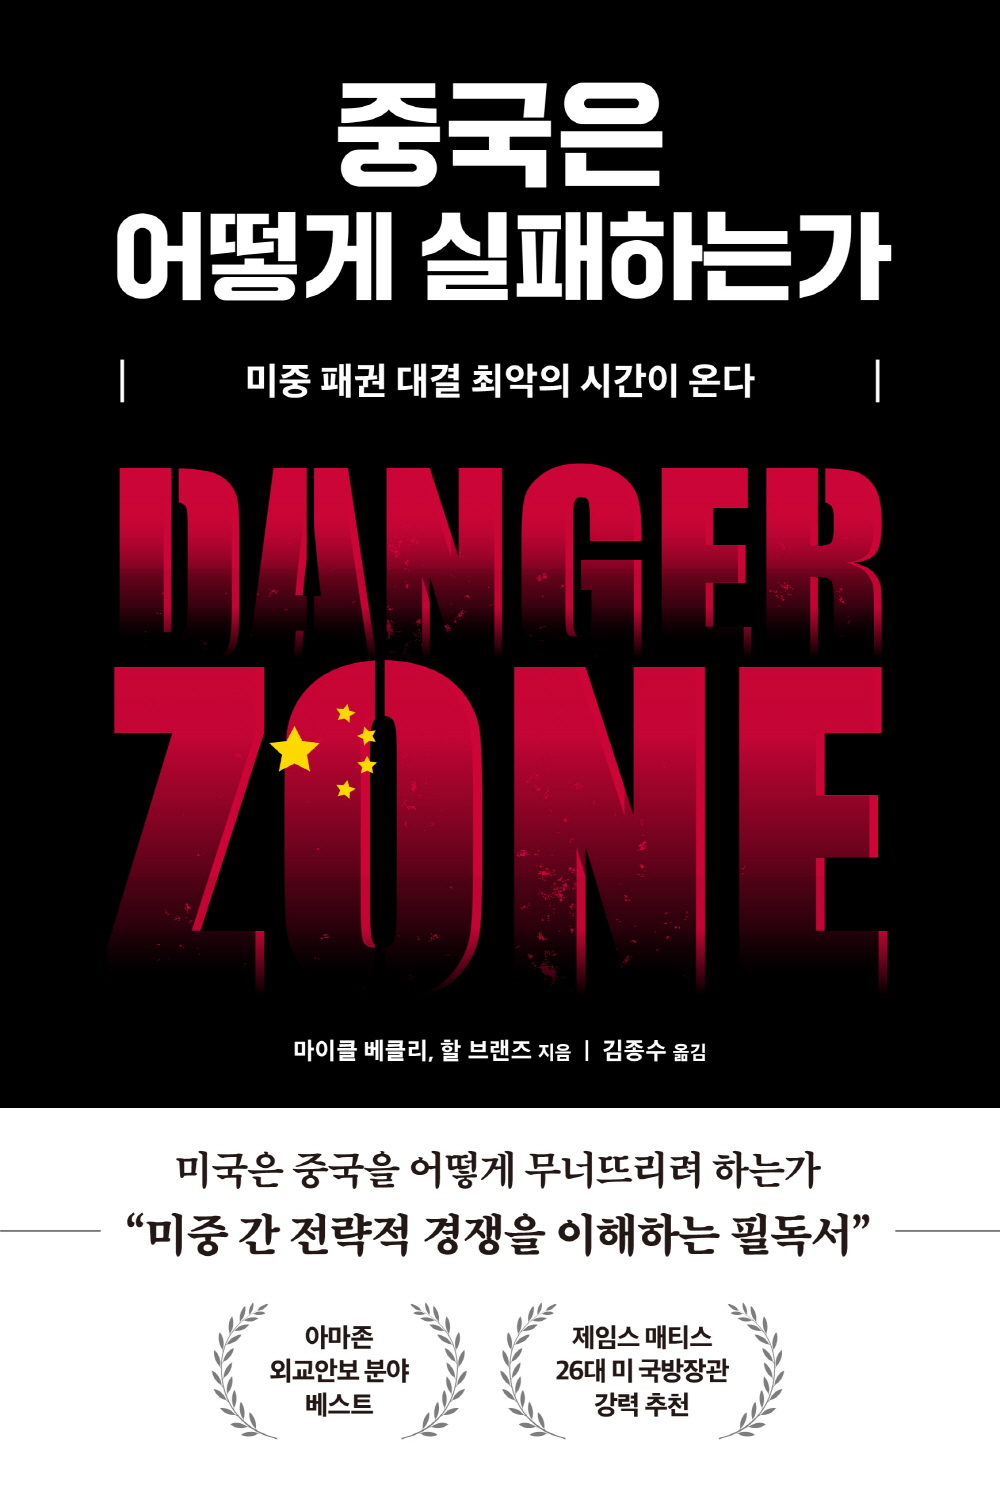 중국은
어떻게 실패하는가
미중 패권 대결 최악의 시간이 온다
DANGER
ZONE
마이클 베클리, 할 브랜즈 지음 | 김종수 옮김
미국은 중국을 어떻게 무너뜨리려 하는가
“미중 간 전략적 경쟁을 이해하는 필독서”
아마존
외교안보 분야
베스트
제임스 매티스
26대 미 국방장관
강력 추천